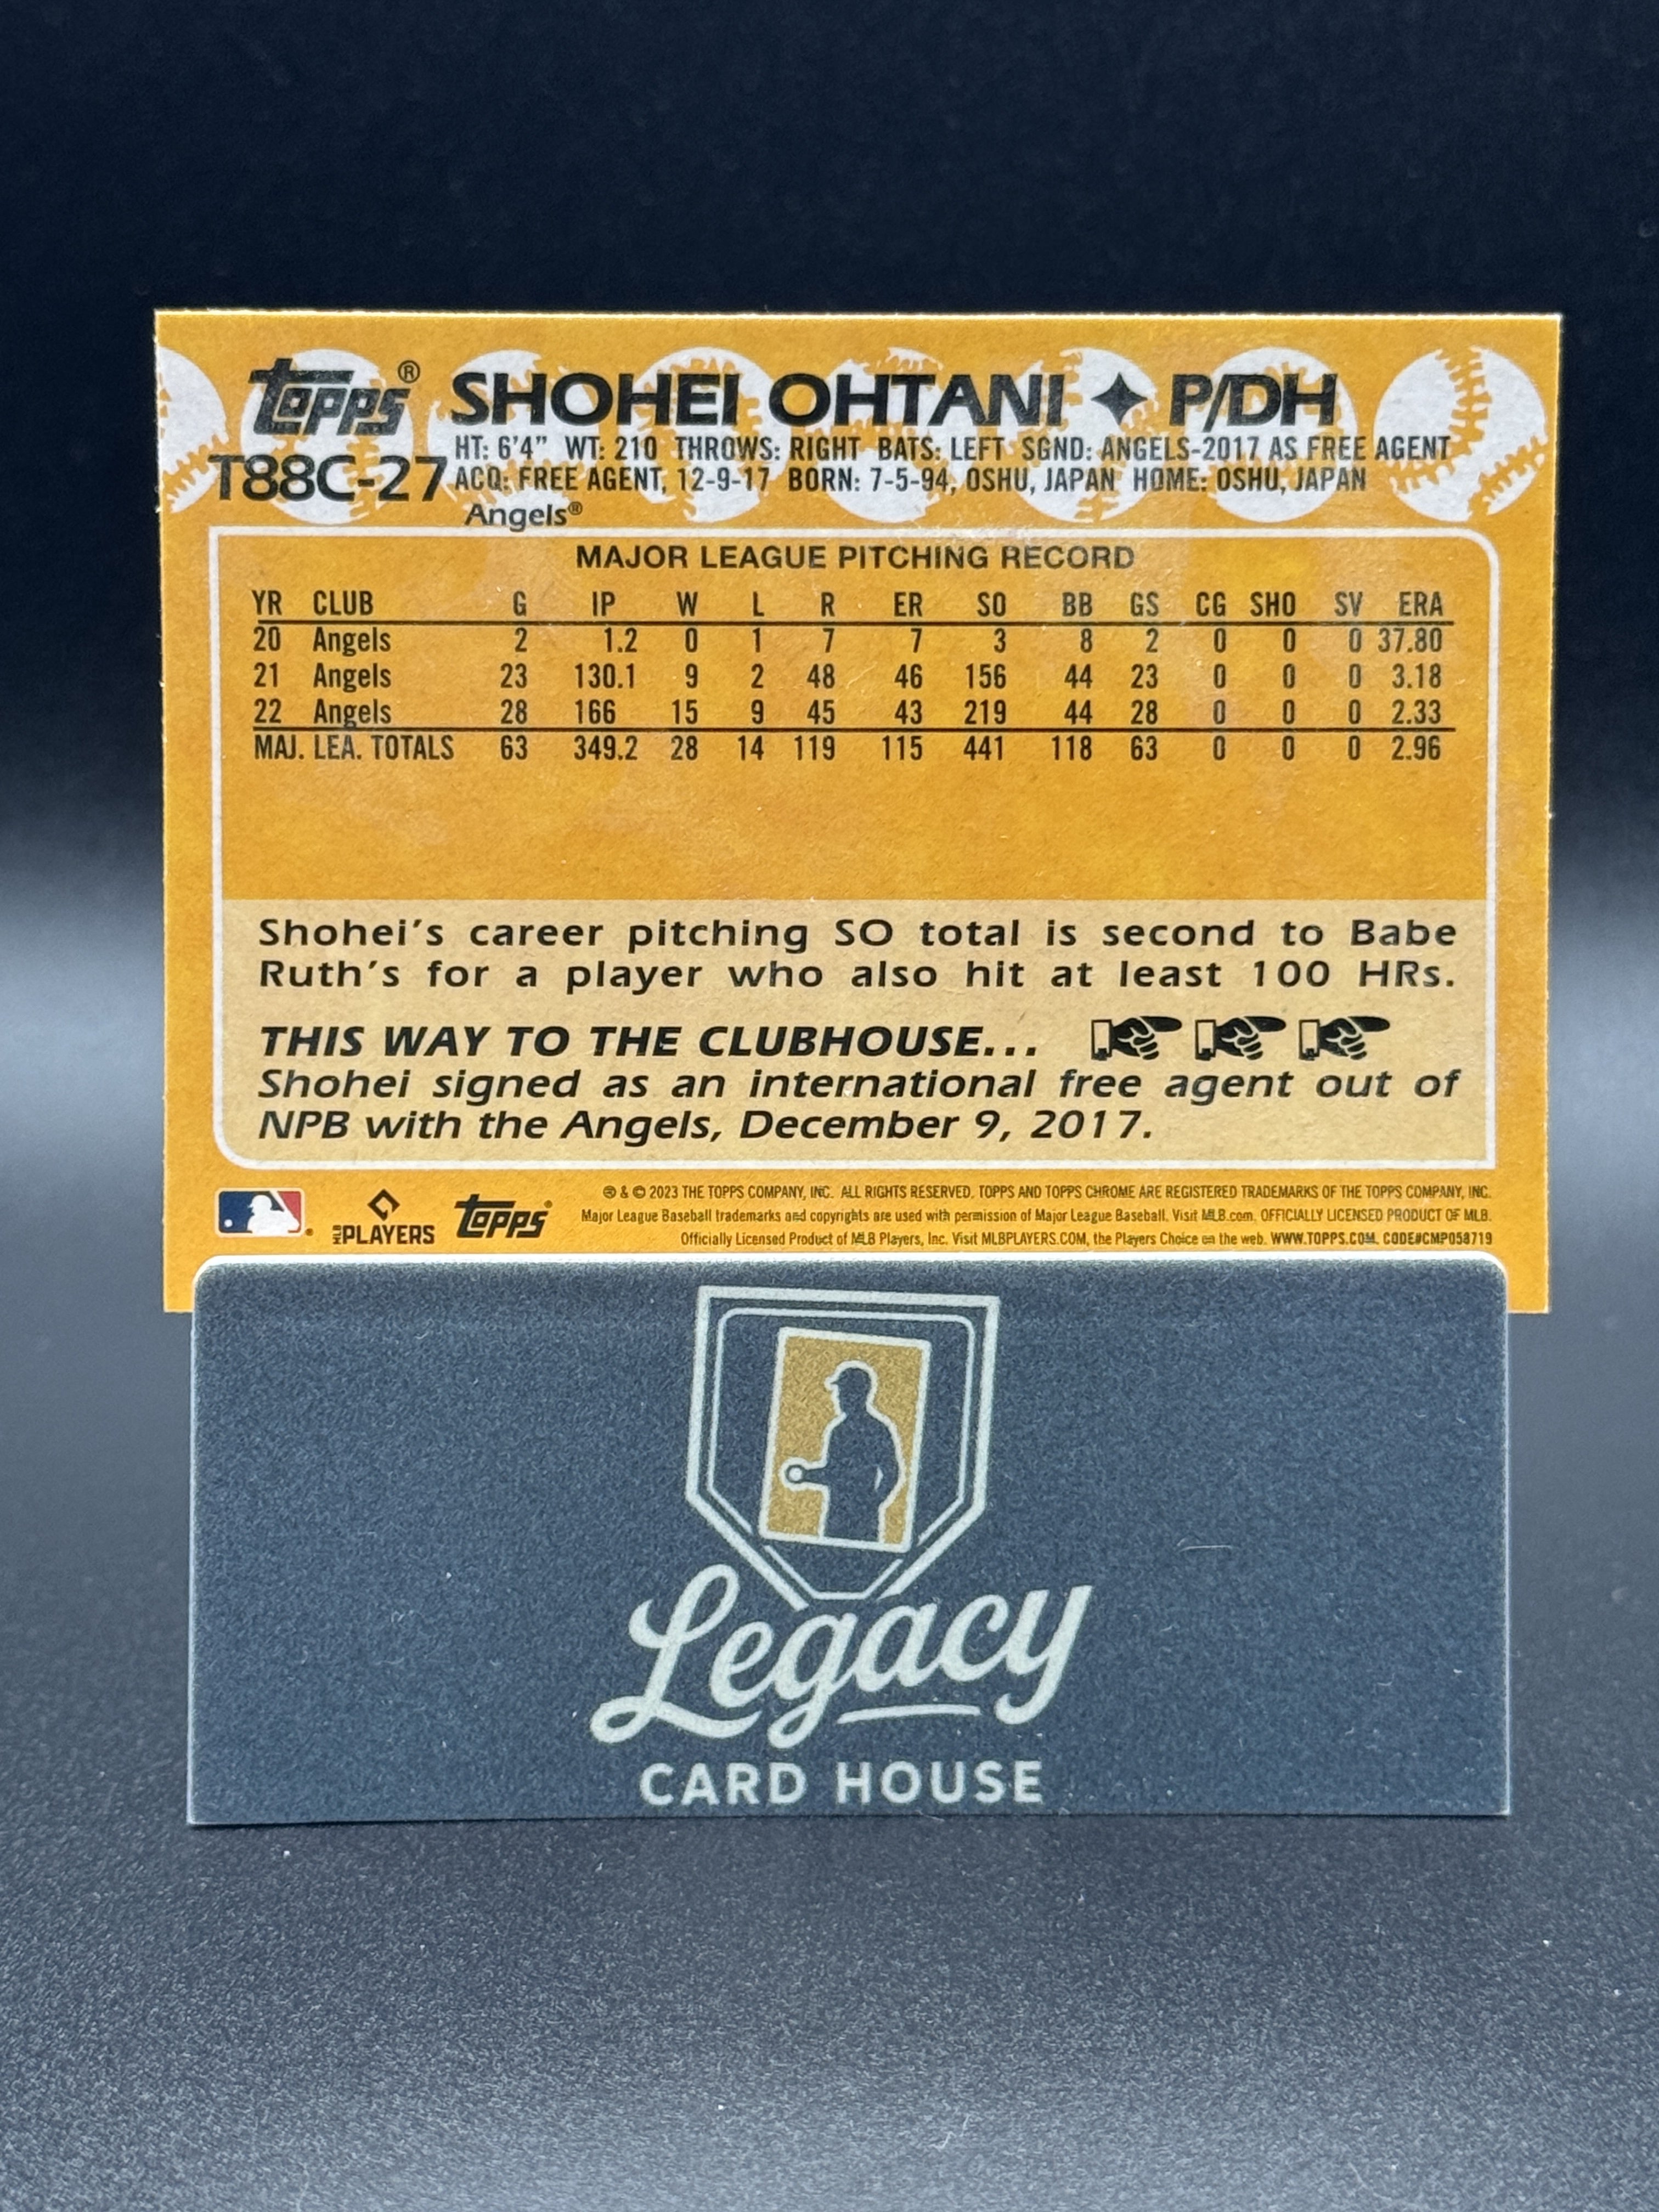 Topps®
SHOHEI OHTANI ✦ P/DH
T88C-27
HT: 6'4" WT: 210 THROWS: RIGHT BATS: LEFT SGND: ANGELS-2017 AS FREE AGENT
ACQ: FREE AGENT, 12-9-17 BORN: 7-5-94, OSHU, JAPAN HOME: OSHU, JAPAN
Angels®
MAJOR LEAGUE PITCHING RECORD
YR CLUB G IP W L R ER SO BB GS CG SHO SV ERA
20 Angels 2 1.2 0 1 7 7 3 8 2 0 0 0 37.80
21 Angels 23 130.1 9 2 48 46 156 44 23 0 0 0 3.18
22 Angels 28 166 15 9 45 43 219 44 28 0 0 0 2.33
MAJ. LEA. TOTALS 63 349.2 28 14 119 115 441 118 63 0 0 0 2.96
Shohei's career pitching SO total is second to Babe
Ruth's for a player who also hit at least 100 HRs.
THIS WAY TO THE CLUBHOUSE...
Shohei signed as an international free agent out of
NPB with the Angels, December 9, 2017.
MLB PLAYERS
Topps®
® & © 2023 THE TOPPS COMPANY, INC. ALL RIGHTS RESERVED. TOPPS AND TOPPS CHROME ARE REGISTERED TRADEMARKS OF THE TOPPS COMPANY, INC.
Major League Baseball trademarks and copyrights are used with permission of Major League Baseball. Visit MLB.com. OFFICIALLY LICENSED PRODUCT OF MLB.
Officially Licensed Product of MLB Players, Inc. Visit MLBPLAYERS.COM, the Players Choice on the web. WWW.TOPPS.COM. CODE#CMP058719
Legacy
CARD HOUSE